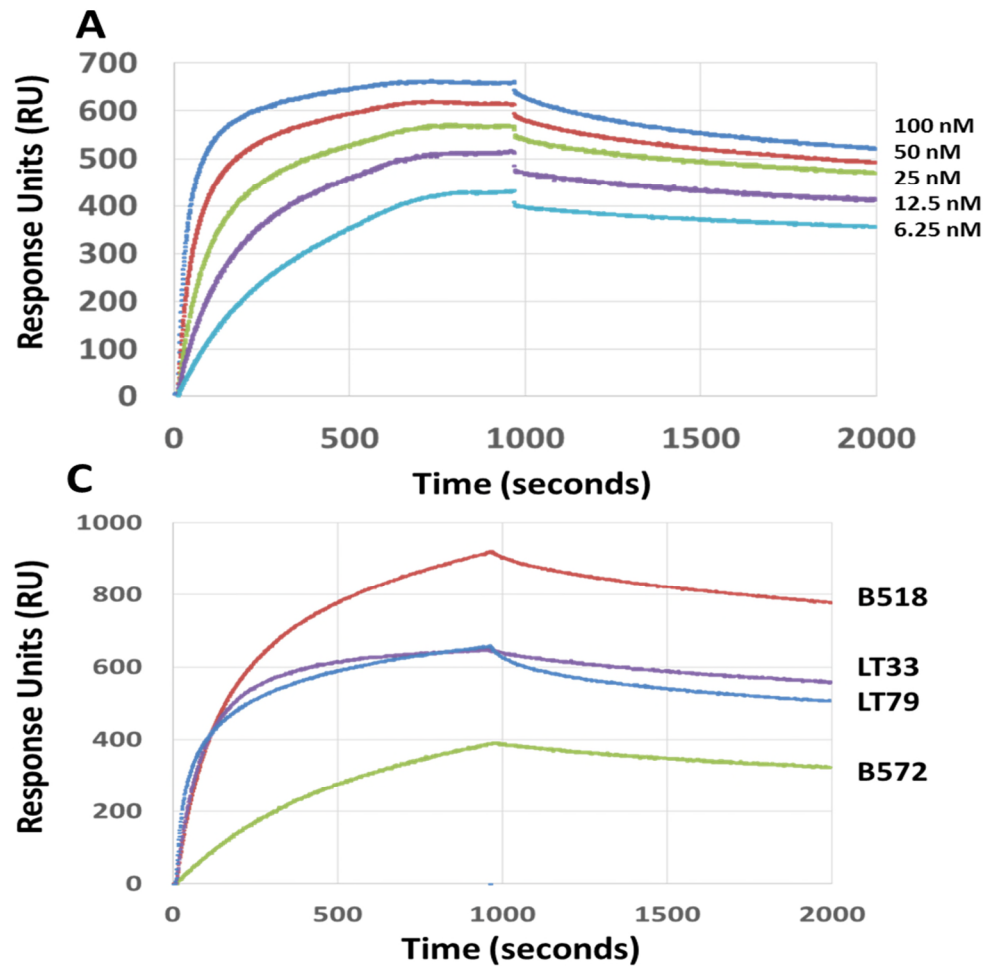 A
Response Units (RU)
700
600
500
400
300
200
100
0
100 nM
50 nM
25 nM
12.5 nM
6.25 nM
0 500 1000 1500 2000
Time (seconds)
C
Response Units (RU)
1000
800
600
400
200
0
B518
LT33
LT79
B572
0 500 1000 1500 2000
Time (seconds)